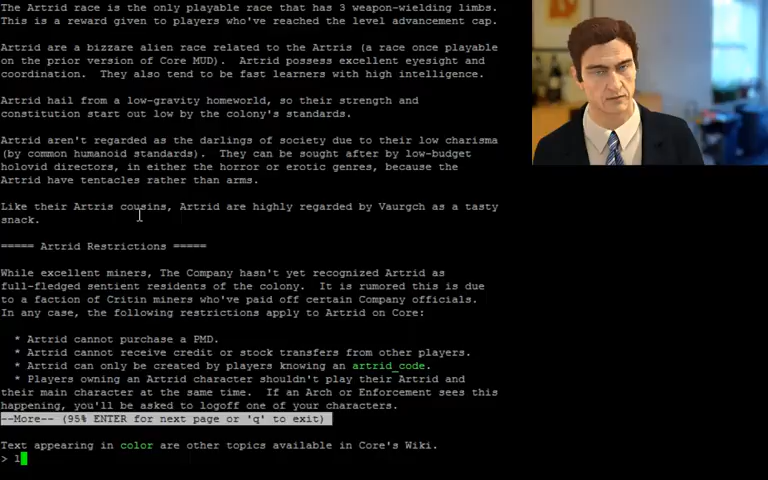 The Artrid race is the only playable race that has 3 weapon-wielding limbs.
This is a reward given to players who've reached the level advancement cap.
Artrid are a bizzare alien race related to the Artris (a race once playable
on the prior version of Core MUD).  Artrid possess excellent eyesight and
coordination.  They also tend to be fast learners with high intelligence.
Artrid hail from a low-gravity homeworld, so their strength and
constitution start out low by the colony's standards.
Artrid aren't regarded as the darlings of society due to their low charisma
(by common humanoid standards).  They can be sought after by low-budget
holovid directors, in either the horror or erotic genres, because the
Artrid have tentacles rather than arms.
Like their Artris cousins, Artrid are highly regarded by Vaurgch as a tasty
snack.
===== Artrid Restrictions =====
While excellent miners, The Company hasn't yet recognized Artrid as
full-fledged sentient residents of the colony.  It is rumored this is due
to a faction of Critin miners who've paid off certain Company officials.
In any case, the following restrictions apply to Artrid on Core:
* Artrid cannot purchase a PMD.
* Artrid cannot receive credit or stock transfers from other players.
* Artrid can only be created by players knowing an artrid_code.
* Players owning an Artrid character shouldn't play their Artrid and
their main character at the same time.  If an Arch or Enforcement sees this
happening, you'll be asked to logoff one of your characters.
--More-- (95% ENTER for next page or 'q' to exit)
Text appearing in color are other topics available in Core's Wiki.
> l